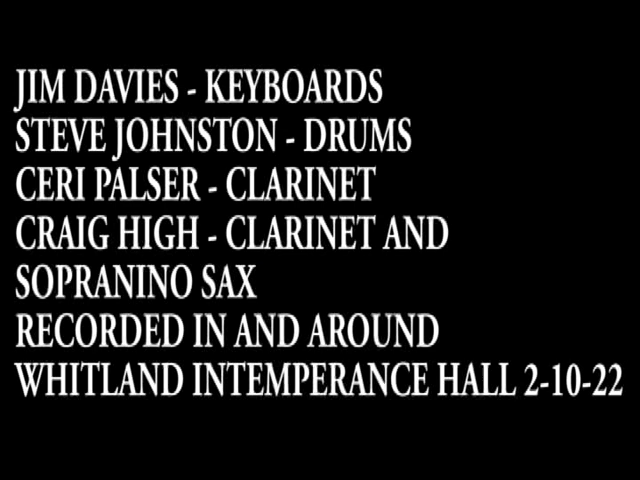 JIM DAVIES - KEYBOARDS
STEVE JOHNSTON - DRUMS
CERI PALSER - CLARINET
CRAIG HIGH - CLARINET AND
SOPRANINO SAX
RECORDED IN AND AROUND
WHITLAND INTEMPERANCE HALL 2-10-22